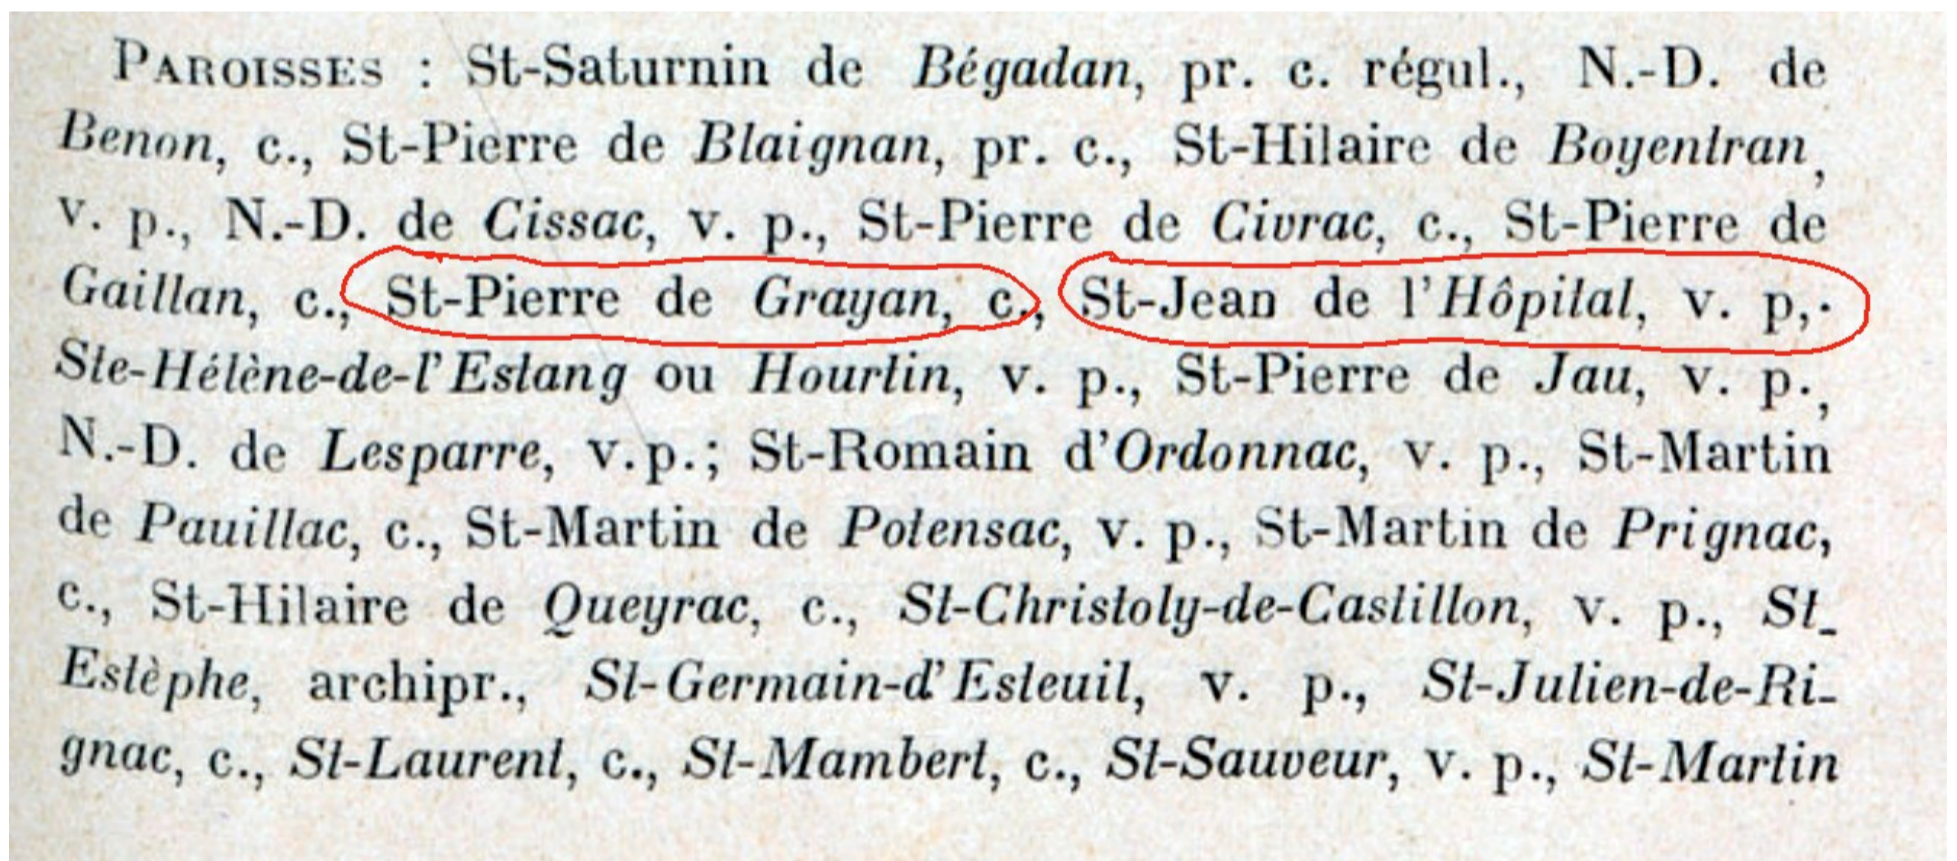 PAROISSES : St-Saturnin de Bégadan, pr. c. régul., N.-D. de
Benon, c., St-Pierre de Blaignan, pr. c., St-Hilaire de Boyentran,
v. p., N.-D. de Cissac, v. p., St-Pierre de Civrac, c., St-Pierre de
Gaillan, c., St-Pierre de Grayan, c., St-Jean de l'Hôpital, v. p,.
Ste-Hélène-de-l'Estang ou Hourtin, v. p., St-Pierre de Jau, v. p.,
N.-D. de Lesparre, v.p.; St-Romain d'Ordonnac, v. p., St-Martin
de Pauillac, c., St-Martin de Potensac, v. p., St-Martin de Prignac,
c., St-Hilaire de Queyrac, c., St-Christoly-de-Castillon, v. p., St-
Estèphe, archipr., St-Germain-d'Esteuil, v. p., St-Julien-de-Ri-
gnac, c., St-Laurent, c., St-Mambert, c., St-Sauveur, v. p., St-Martin